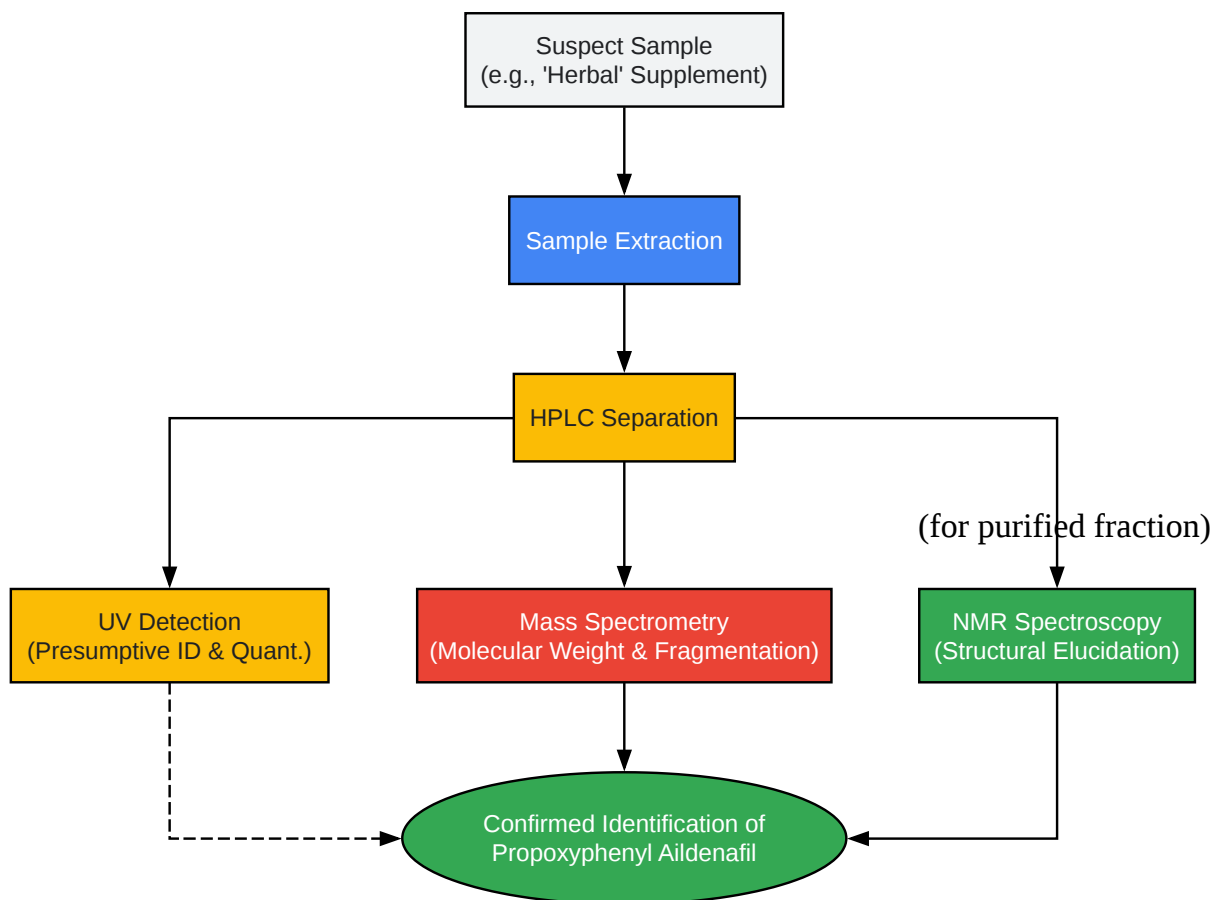 Suspect Sample
(e.g., 'Herbal' Supplement)
Sample Extraction
HPLC Separation
(for purified fraction)
UV Detection
(Presumptive ID & Quant.)
Mass Spectrometry
(Molecular Weight & Fragmentation)
NMR Spectroscopy
(Structural Elucidation)
Confirmed Identification of
Propoxyphenyl Aildenafil